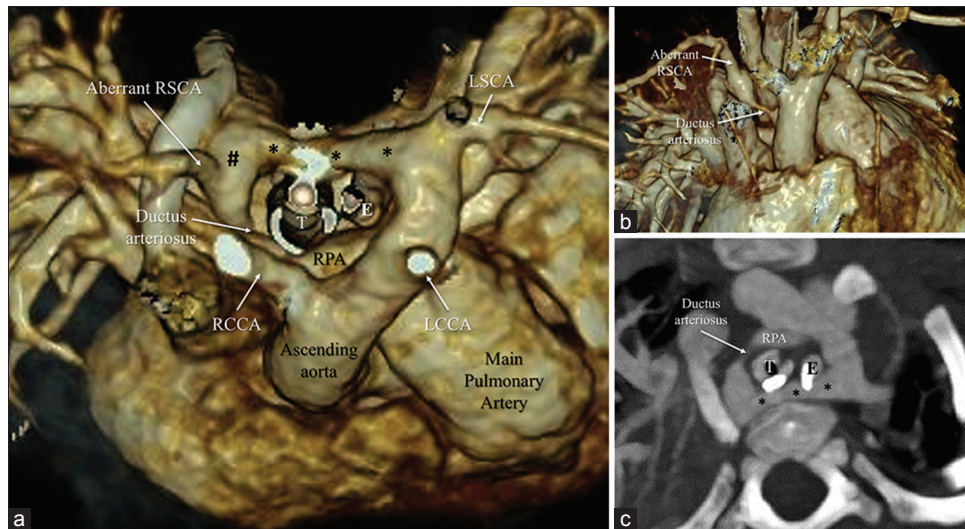 Aberrant RSCA
LSCA
#
*
*
*
E
T
Ductus
arteriosus
RPA
RCCA
LCCA
Ascending
aorta
Main
Pulmonary
Artery
a
Aberrant
RSCA
Ductus
arteriosus
b
Ductus
arteriosus
RPA
T
E
*
*
*
c